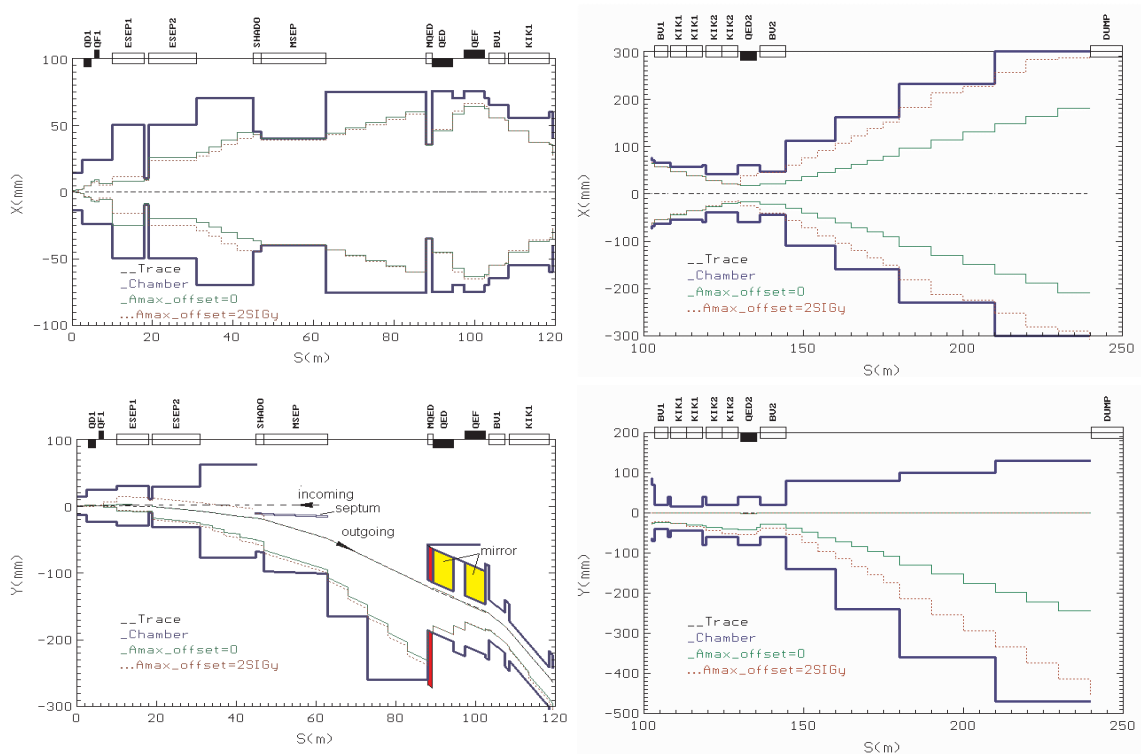 QD1 QF1 ESEP1 ESEP2 SHADO MSEP MQED QED QEF BV1 KIK1
100
50
0
-50
-100
X(mm)
0 20 40 60 80 100 120
S(m)
__Trace
_Chamber
_Amax_offset=0
...Amax_offset=2SIGy
BV1 KIK1 KIK1 KIK2 KIK2 QED2 BV2 DUMP
300
200
100
0
-100
-200
-300
X(mm)
100 150 200 250
S(m)
__Trace
_Chamber
_Amax_offset=0
...Amax_offset=2SIGy
QD1 QF1 ESEP1 ESEP2 SHADO MSEP MQED QED QEF BV1 KIK1
100
0
-100
-200
-300
Y(mm)
0 20 40 60 80 100 120
S(m)
incoming
septum
outgoing
mirror
__Trace
_Chamber
_Amax_offset=0
...Amax_offset=2SIGy
BV1 KIK1 KIK1 KIK2 KIK2 QED2 BV2 DUMP
200
100
0
-100
-200
-300
-400
-500
Y(mm)
100 150 200 250
S(m)
__Trace
_Chamber
_Amax_offset=0
...Amax_offset=2SIGy